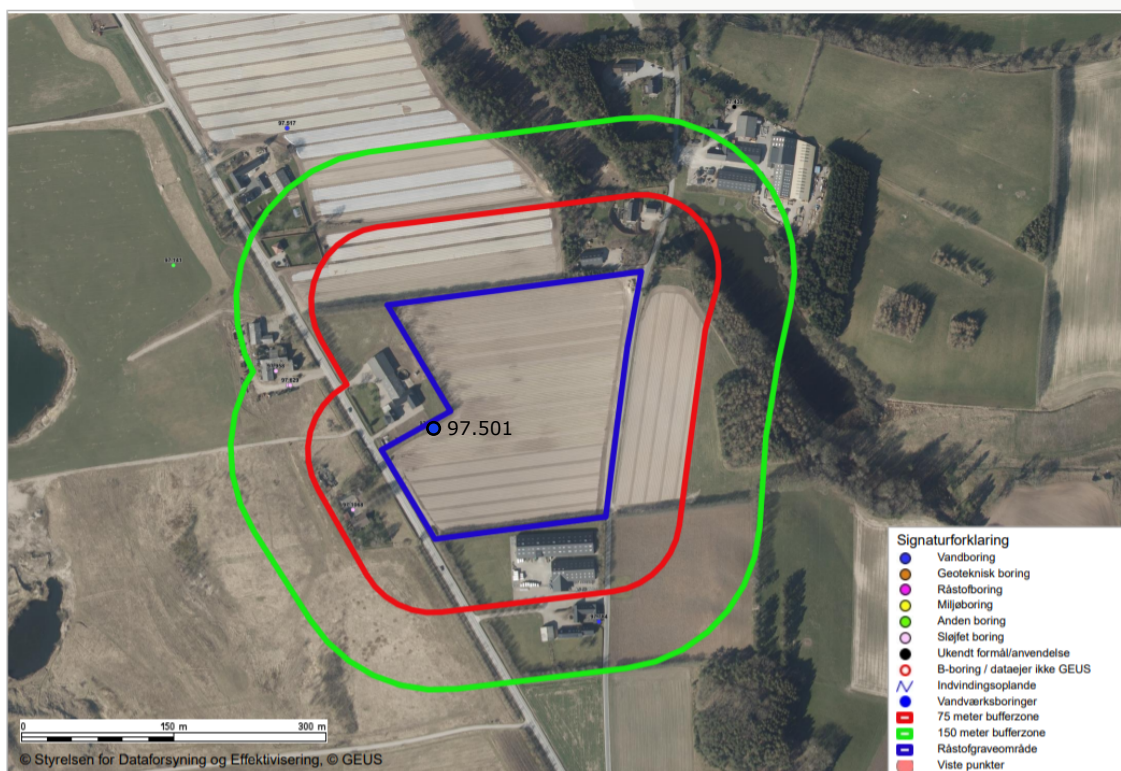 97.517
97.501
Signaturforklaring
Vandboring
Geoteknisk boring
Råstofboring
Miljøboring
Anden boring
Sløjfet boring
Ukendt formål/anvendelse
B-boring / dataejer ikke GEUS
Indvindingsoplande
Vandværksboringer
75 meter bufferzone
150 meter bufferzone
Råstofgraveområde
Viste punkter
0 150 m 300 m
© Styrelsen for Dataforsyning og Effektivisering, © GEUS